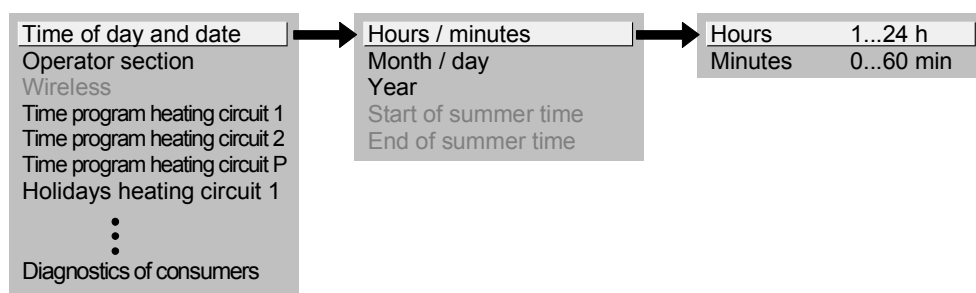 Time of day and date
Operator section
Wireless
Time program heating circuit 1
Time program heating circuit 2
Time program heating circuit P
Holidays heating circuit 1
Diagnostics of consumers
Hours / minutes
Month / day
Year
Start of summer time
End of summer time
Hours 1...24 h
Minutes 0...60 min